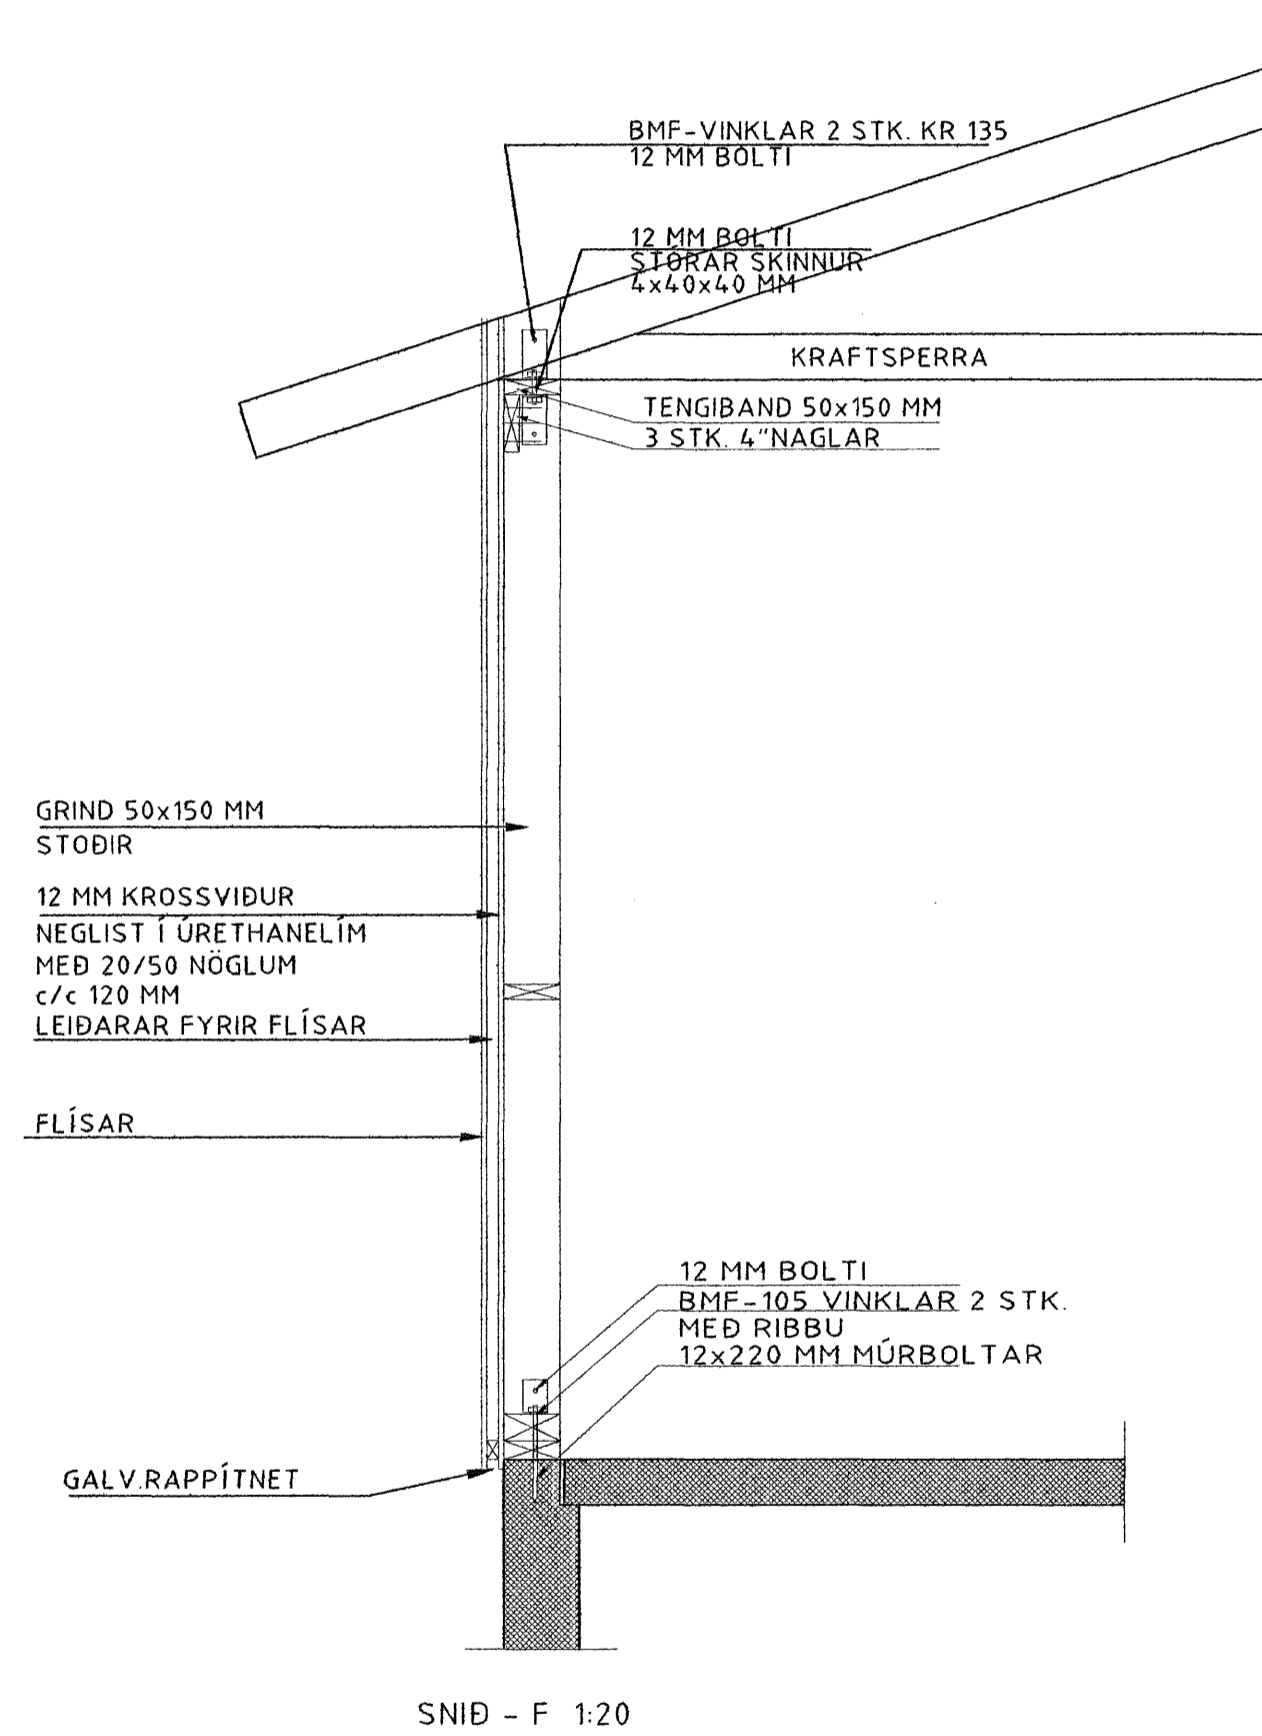 BMF-VINKLAR 2 STK. KR 135
12 MM BOLTI
12 MM BOLTI
STÓRAR SKINNUR
4x40x40 MM
KRAFTSPERRA
TENGIBAND 50x150 MM
3 STK. 4"NAGLAR
GRIND 50x150 MM
STOÐIR
12 MM KROSSVIÐUR
NEGLIST Í ÚRETHANELÍM
MEÐ 20/50 NÖGLUM
c/c 120 MM
LEIÐARAR FYRIR FLÍSAR
FLÍSAR
12 MM BOLTI
BMF-105 VINKLAR 2 STK.
MEÐ RIBBU
12x220 MM MÚRBOLTAR
GALV.RAPPÍTNET
SNIÐ - F 1:20